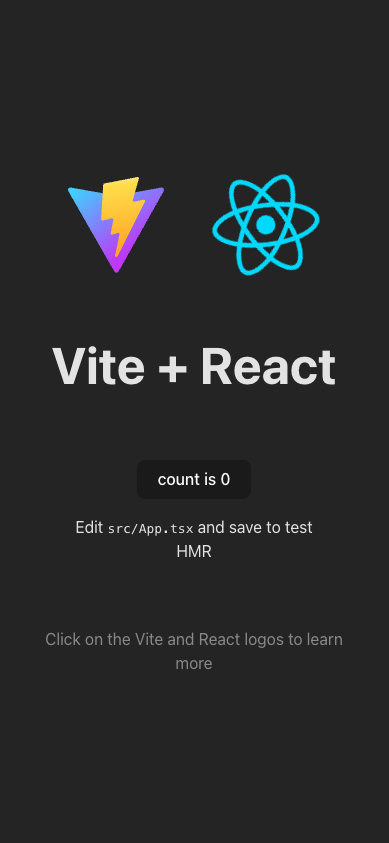 Vite + React
count is 0
Edit src/App.tsx and save to test
HMR
Click on the Vite and React logos to learn
more